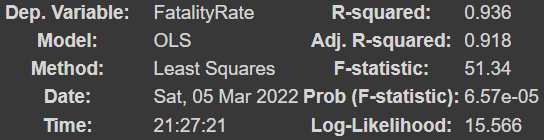 Dep. Variable: FatalityRate R-squared: 0.936
Model: OLS Adj. R-squared: 0.918
Method: Least Squares F-statistic: 51.34
Date: Sat, 05 Mar 2022 Prob (F-statistic): 6.57e-05
Time: 21:27:21 Log-Likelihood: 15.566